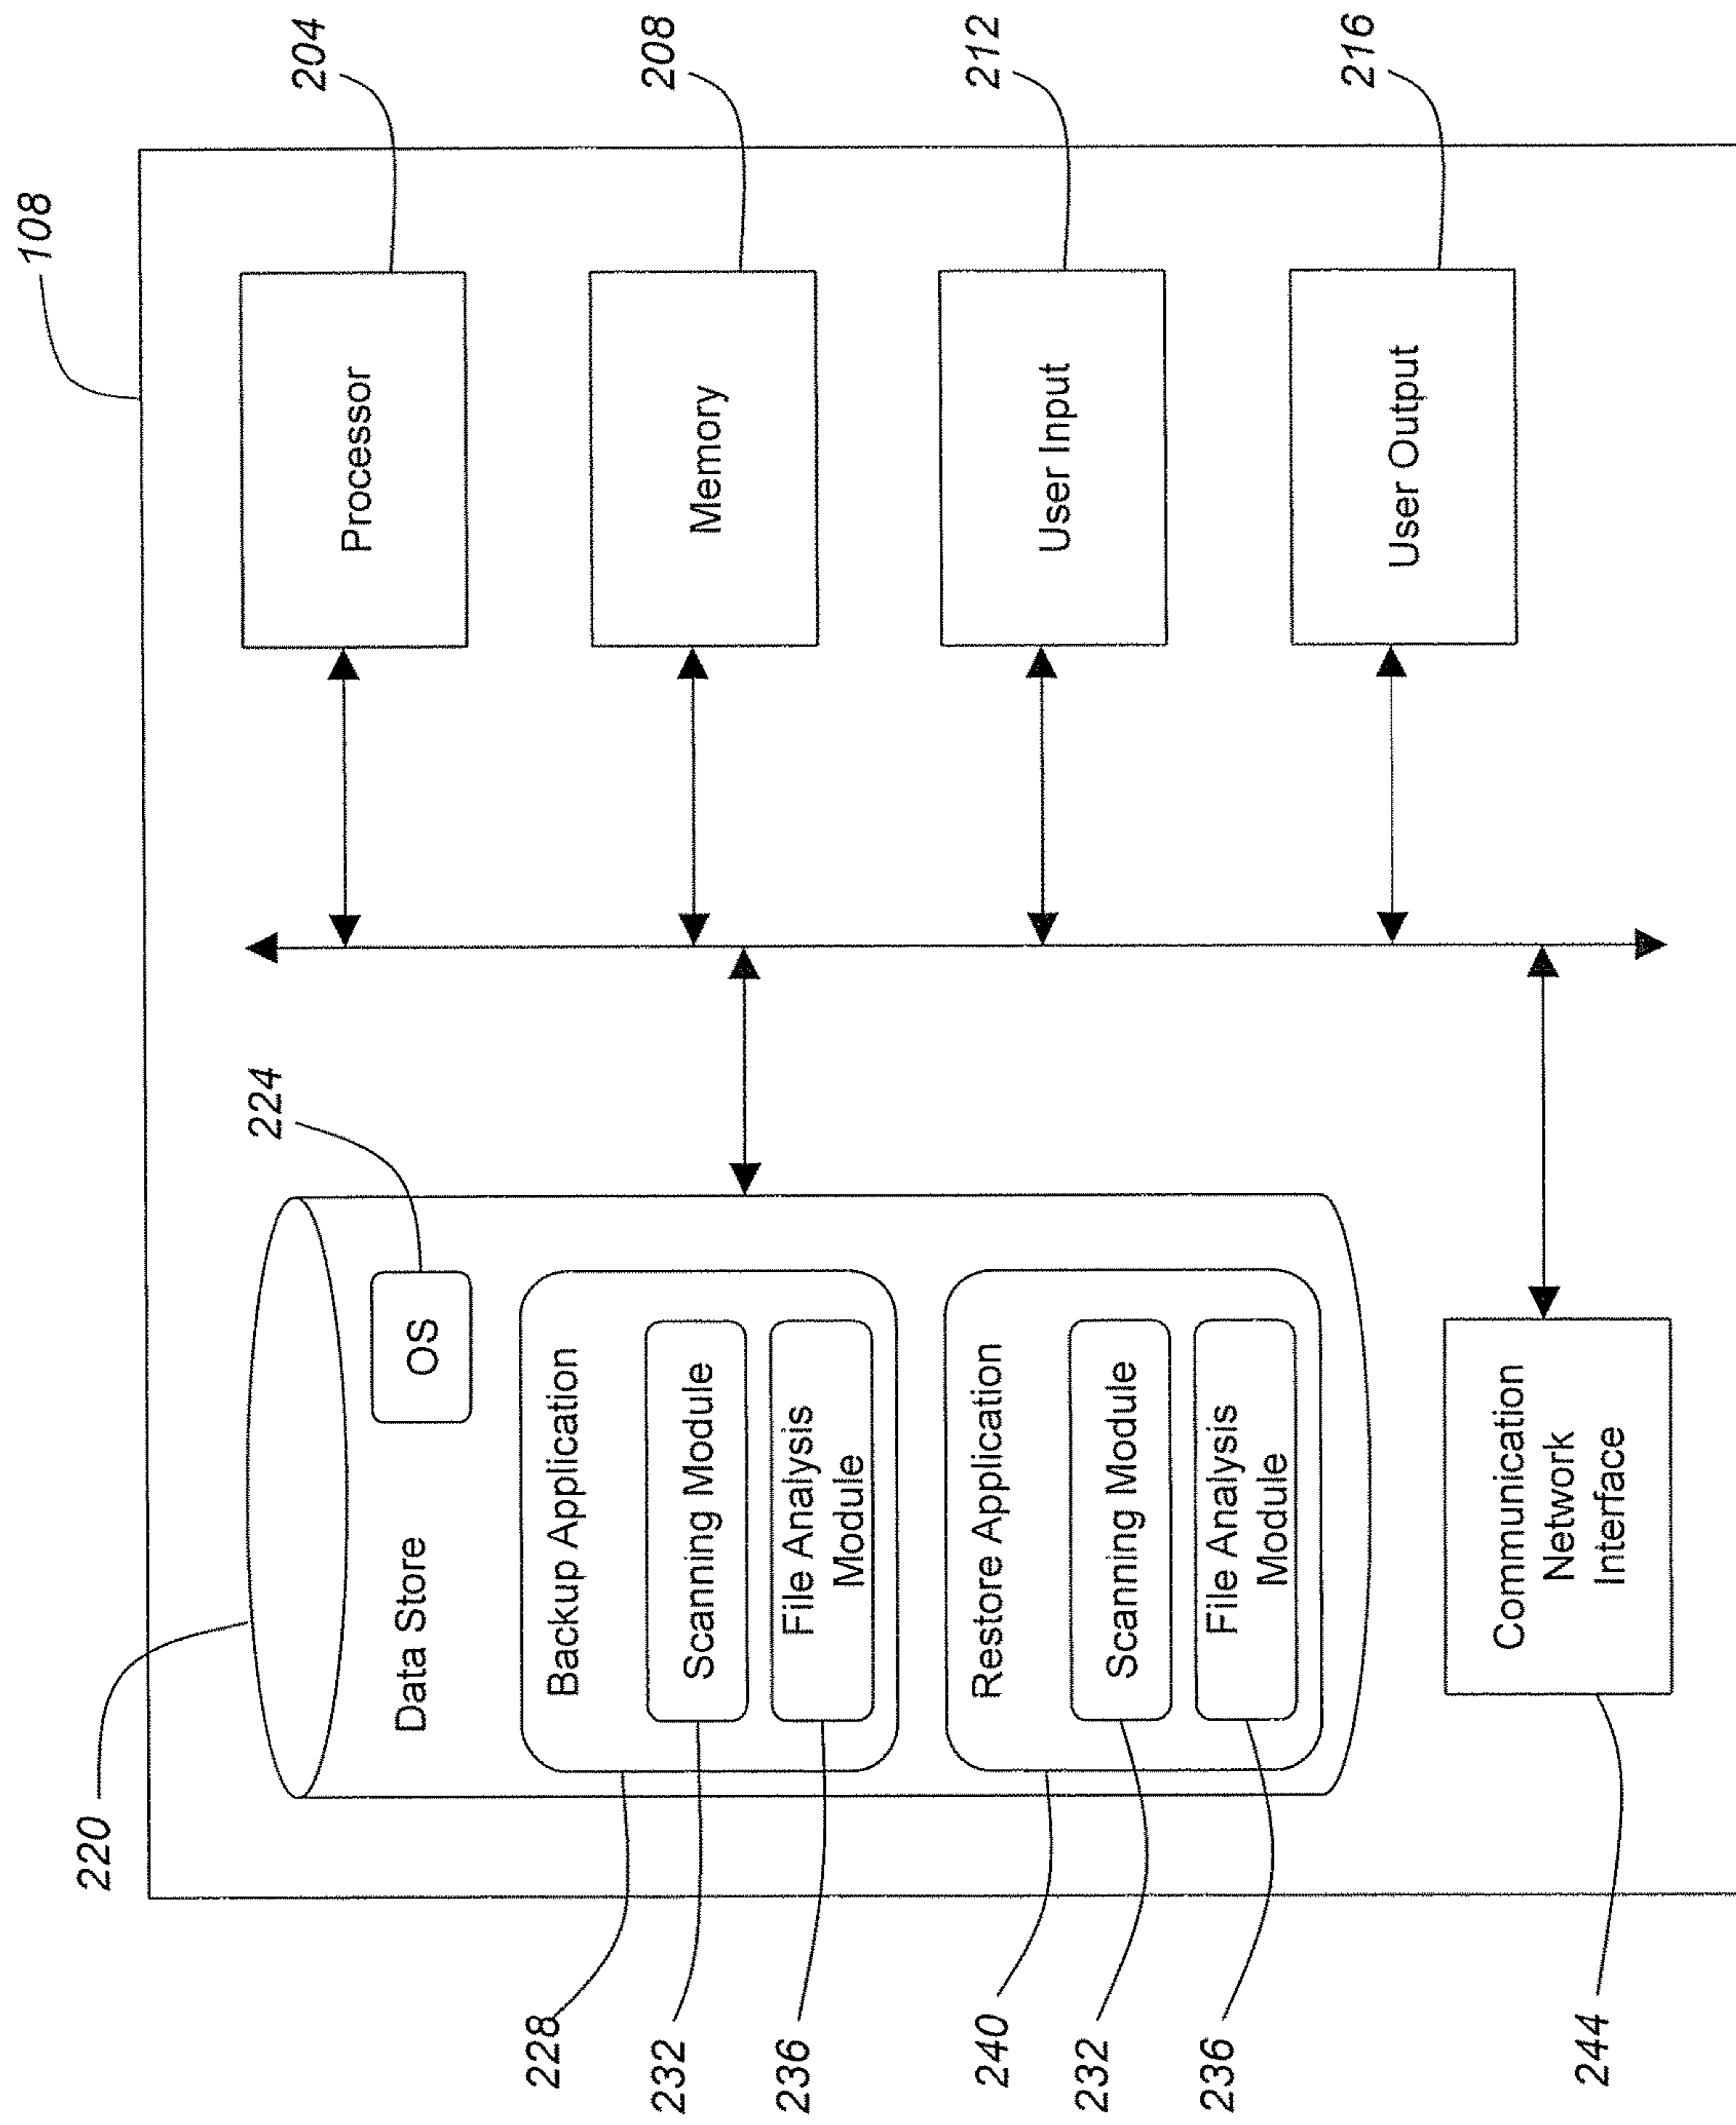 108
220
Data Store
224
OS
228
Backup Application
232
Scanning Module
236
File Analysis
Module
240
Restore Application
232
Scanning Module
236
File Analysis
Module
244
Communication
Network
Interface
204
Processor
208
Memory
212
User Input
216
User Output